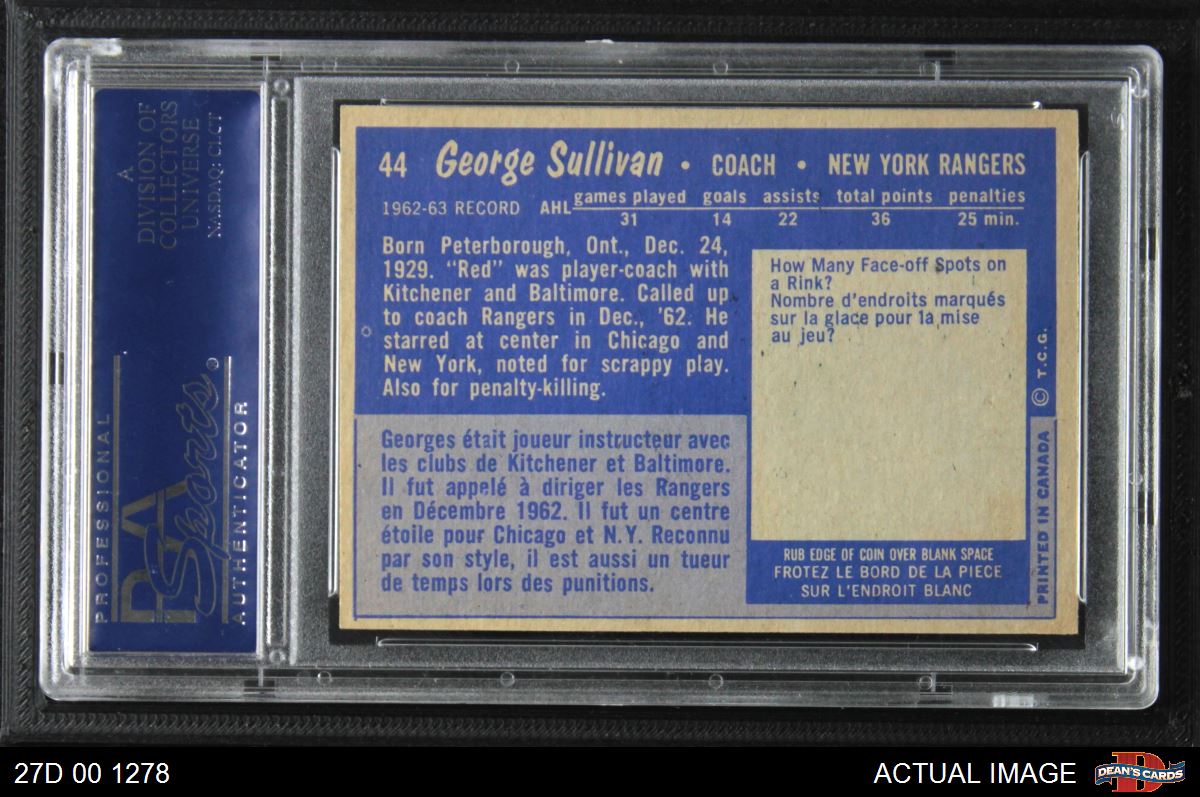 A
DIVISION OF
COLLECTORS
UNIVERSE
NASDAQ: CLCT
PROFESSIONAL
PSA
Sports®
AUTHENTICATOR
44 George Sullivan • COACH • NEW YORK RANGERS
games played goals assists total points penalties
1962-63 RECORD AHL
31 14 22 36 25 min.
Born Peterborough, Ont., Dec. 24,
1929. “Red” was player-coach with
Kitchener and Baltimore. Called up
to coach Rangers in Dec., '62. He
starred at center in Chicago and
New York, noted for scrappy play.
Also for penalty-killing.
Georges était joueur instructeur avec
les clubs de Kitchener et Baltimore.
Il fut appelé à diriger les Rangers
en Décembre 1962. Il fut un centre
étoile pour Chicago et N.Y. Reconnu
par son style, il est aussi un tueur
de temps lors des punitions.
How Many Face-off Spots on
a Rink?
Nombre d'endroits marqués
sur la glace pour la mise
au jeu?
RUB EDGE OF COIN OVER BLANK SPACE
FROTEZ LE BORD DE LA PIECE
SUR L'ENDROIT BLANC
© T.C.G.
PRINTED IN CANADA
27D 00 1278
ACTUAL IMAGE
D
DEAN'S CARDS